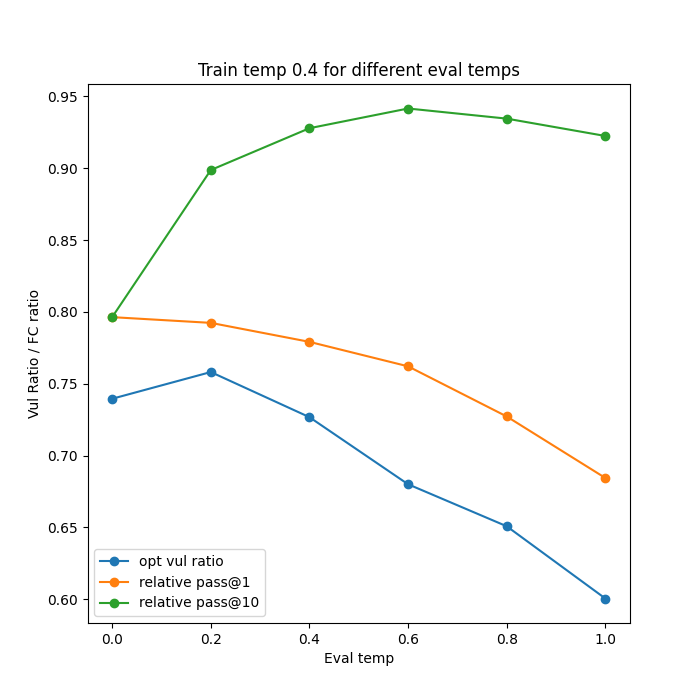 Train temp 0.4 for different eval temps
0.95
0.90
0.85
0.80
0.75
0.70
0.65
0.60
Vul Ratio / FC ratio
opt vul ratio
relative pass@1
relative pass@10
0.0 0.2 0.4 0.6 0.8 1.0
Eval temp